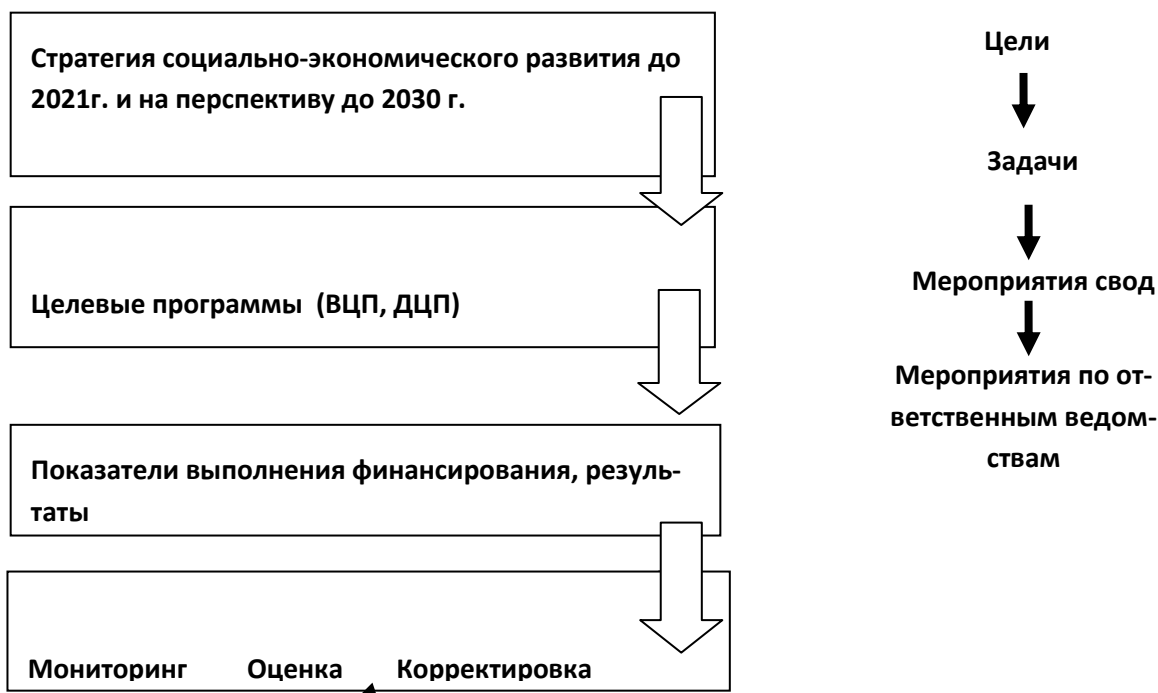 Стратегия социально-экономического развития до
2021г. и на перспективу до 2030 г.
Целевые программы (ВЦП, ДЦП)
Показатели выполнения финансирования, резуль-
таты
Мониторинг Оценка Корректировка
Цели
Задачи
Мероприятия свод
Мероприятия по от-
ветственным ведом-
ствам